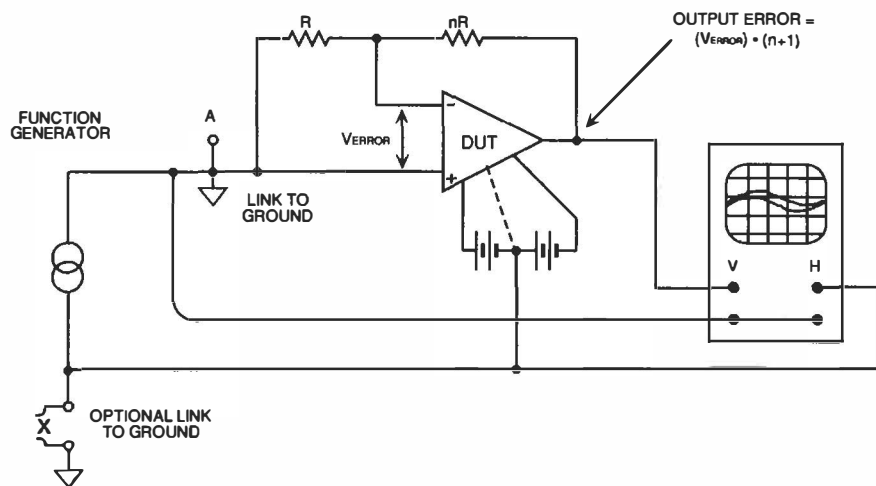 R
nR
OUTPUT ERROR =
(VERROR) • (n+1)
A
FUNCTION
GENERATOR
−
VERROR
DUT
+
LINK TO
GROUND
V
H
X
OPTIONAL LINK
TO GROUND